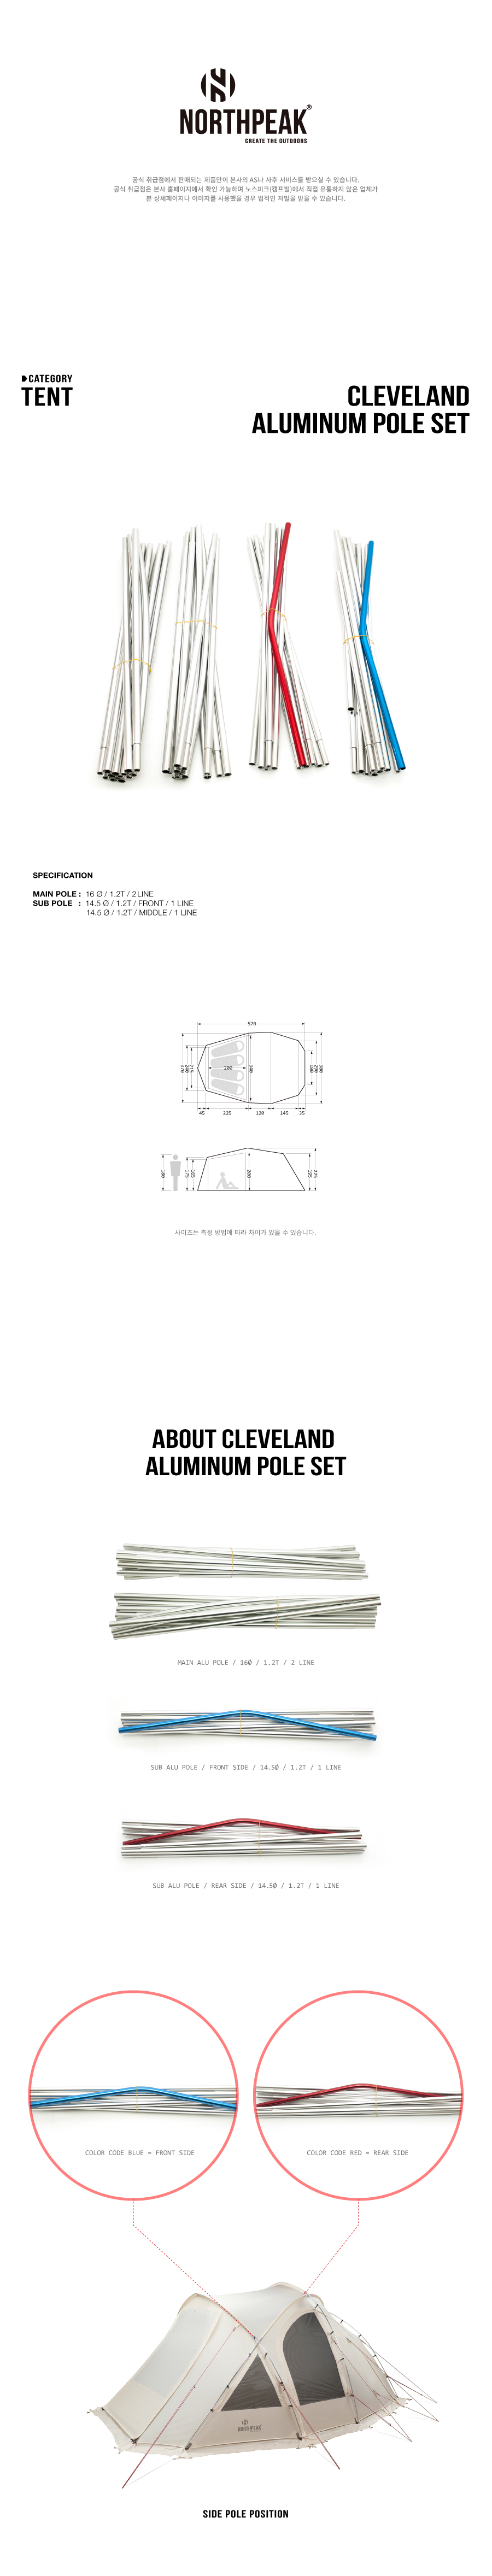 NORTHPEAK®
CREATE THE OUTDOORS
공식 취급점에서 판매되는 제품만이 본사의 AS나 사후 서비스를 받으실 수 있습니다.
공식 취급점은 본사 홈페이지에서 확인 가능하며 노스피크(캠프빌)에서 직접 유통하지 않은 업체가
본 상세페이지나 이미지를 사용했을 경우 법적인 처벌을 받을 수 있습니다.
CATEGORY
TENT
CLEVELAND
ALUMINUM POLE SET
SPECIFICATION
MAIN POLE : 16 Ø / 1.2T / 2 LINE
SUB POLE : 14.5 Ø / 1.2T / FRONT / 1 LINE
14.5 Ø / 1.2T / MIDDLE / 1 LINE
570
200
45 225 120 145 35
180
175
200
사이즈는 측정 방법에 따라 차이가 있을 수 있습니다.
ABOUT CLEVELAND
ALUMINUM POLE SET
MAIN ALU POLE / 16Ø / 1.2T / 2 LINE
SUB ALU POLE / FRONT SIDE / 14.5Ø / 1.2T / 1 LINE
SUB ALU POLE / REAR SIDE / 14.5Ø / 1.2T / 1 LINE
COLOR CODE BLUE = FRONT SIDE
COLOR CODE RED = REAR SIDE
NORTHPEAK
SIDE POLE POSITION